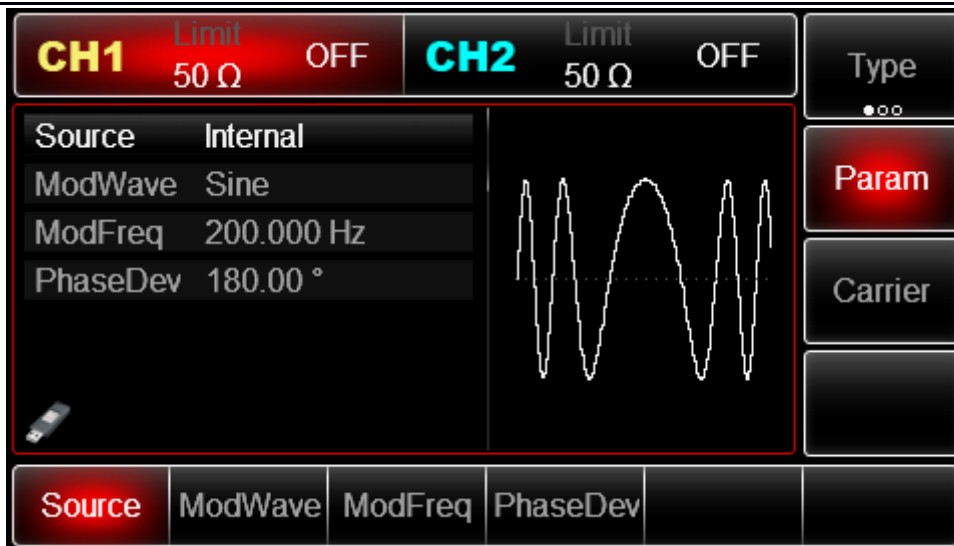 CH1 Limit 50 Ω OFF
CH2 Limit 50 Ω OFF
Type
Source Internal
ModWave Sine
ModFreq 200.000 Hz
PhaseDev 180.00 °
Param
Carrier
Source ModWave ModFreq PhaseDev